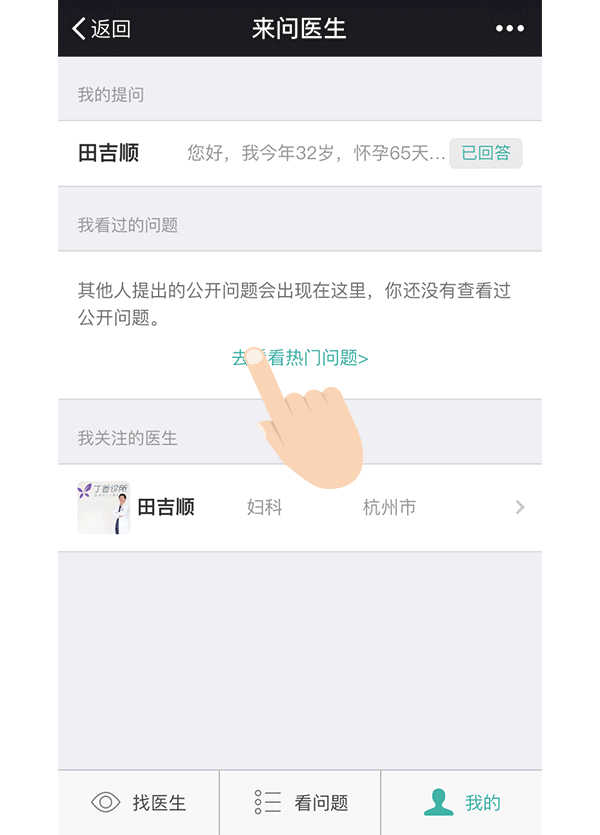 返回 来问医生
我的提问
田吉顺 您好，我今年32岁，怀孕65天... 已回答
我看过的问题
其他人提出的公开问题会出现在这里，你还没有查看过
公开问题。
去看看热门问题>
我关注的医生
丁香诊所
田吉顺 妇科 杭州市
找医生 看问题 我的